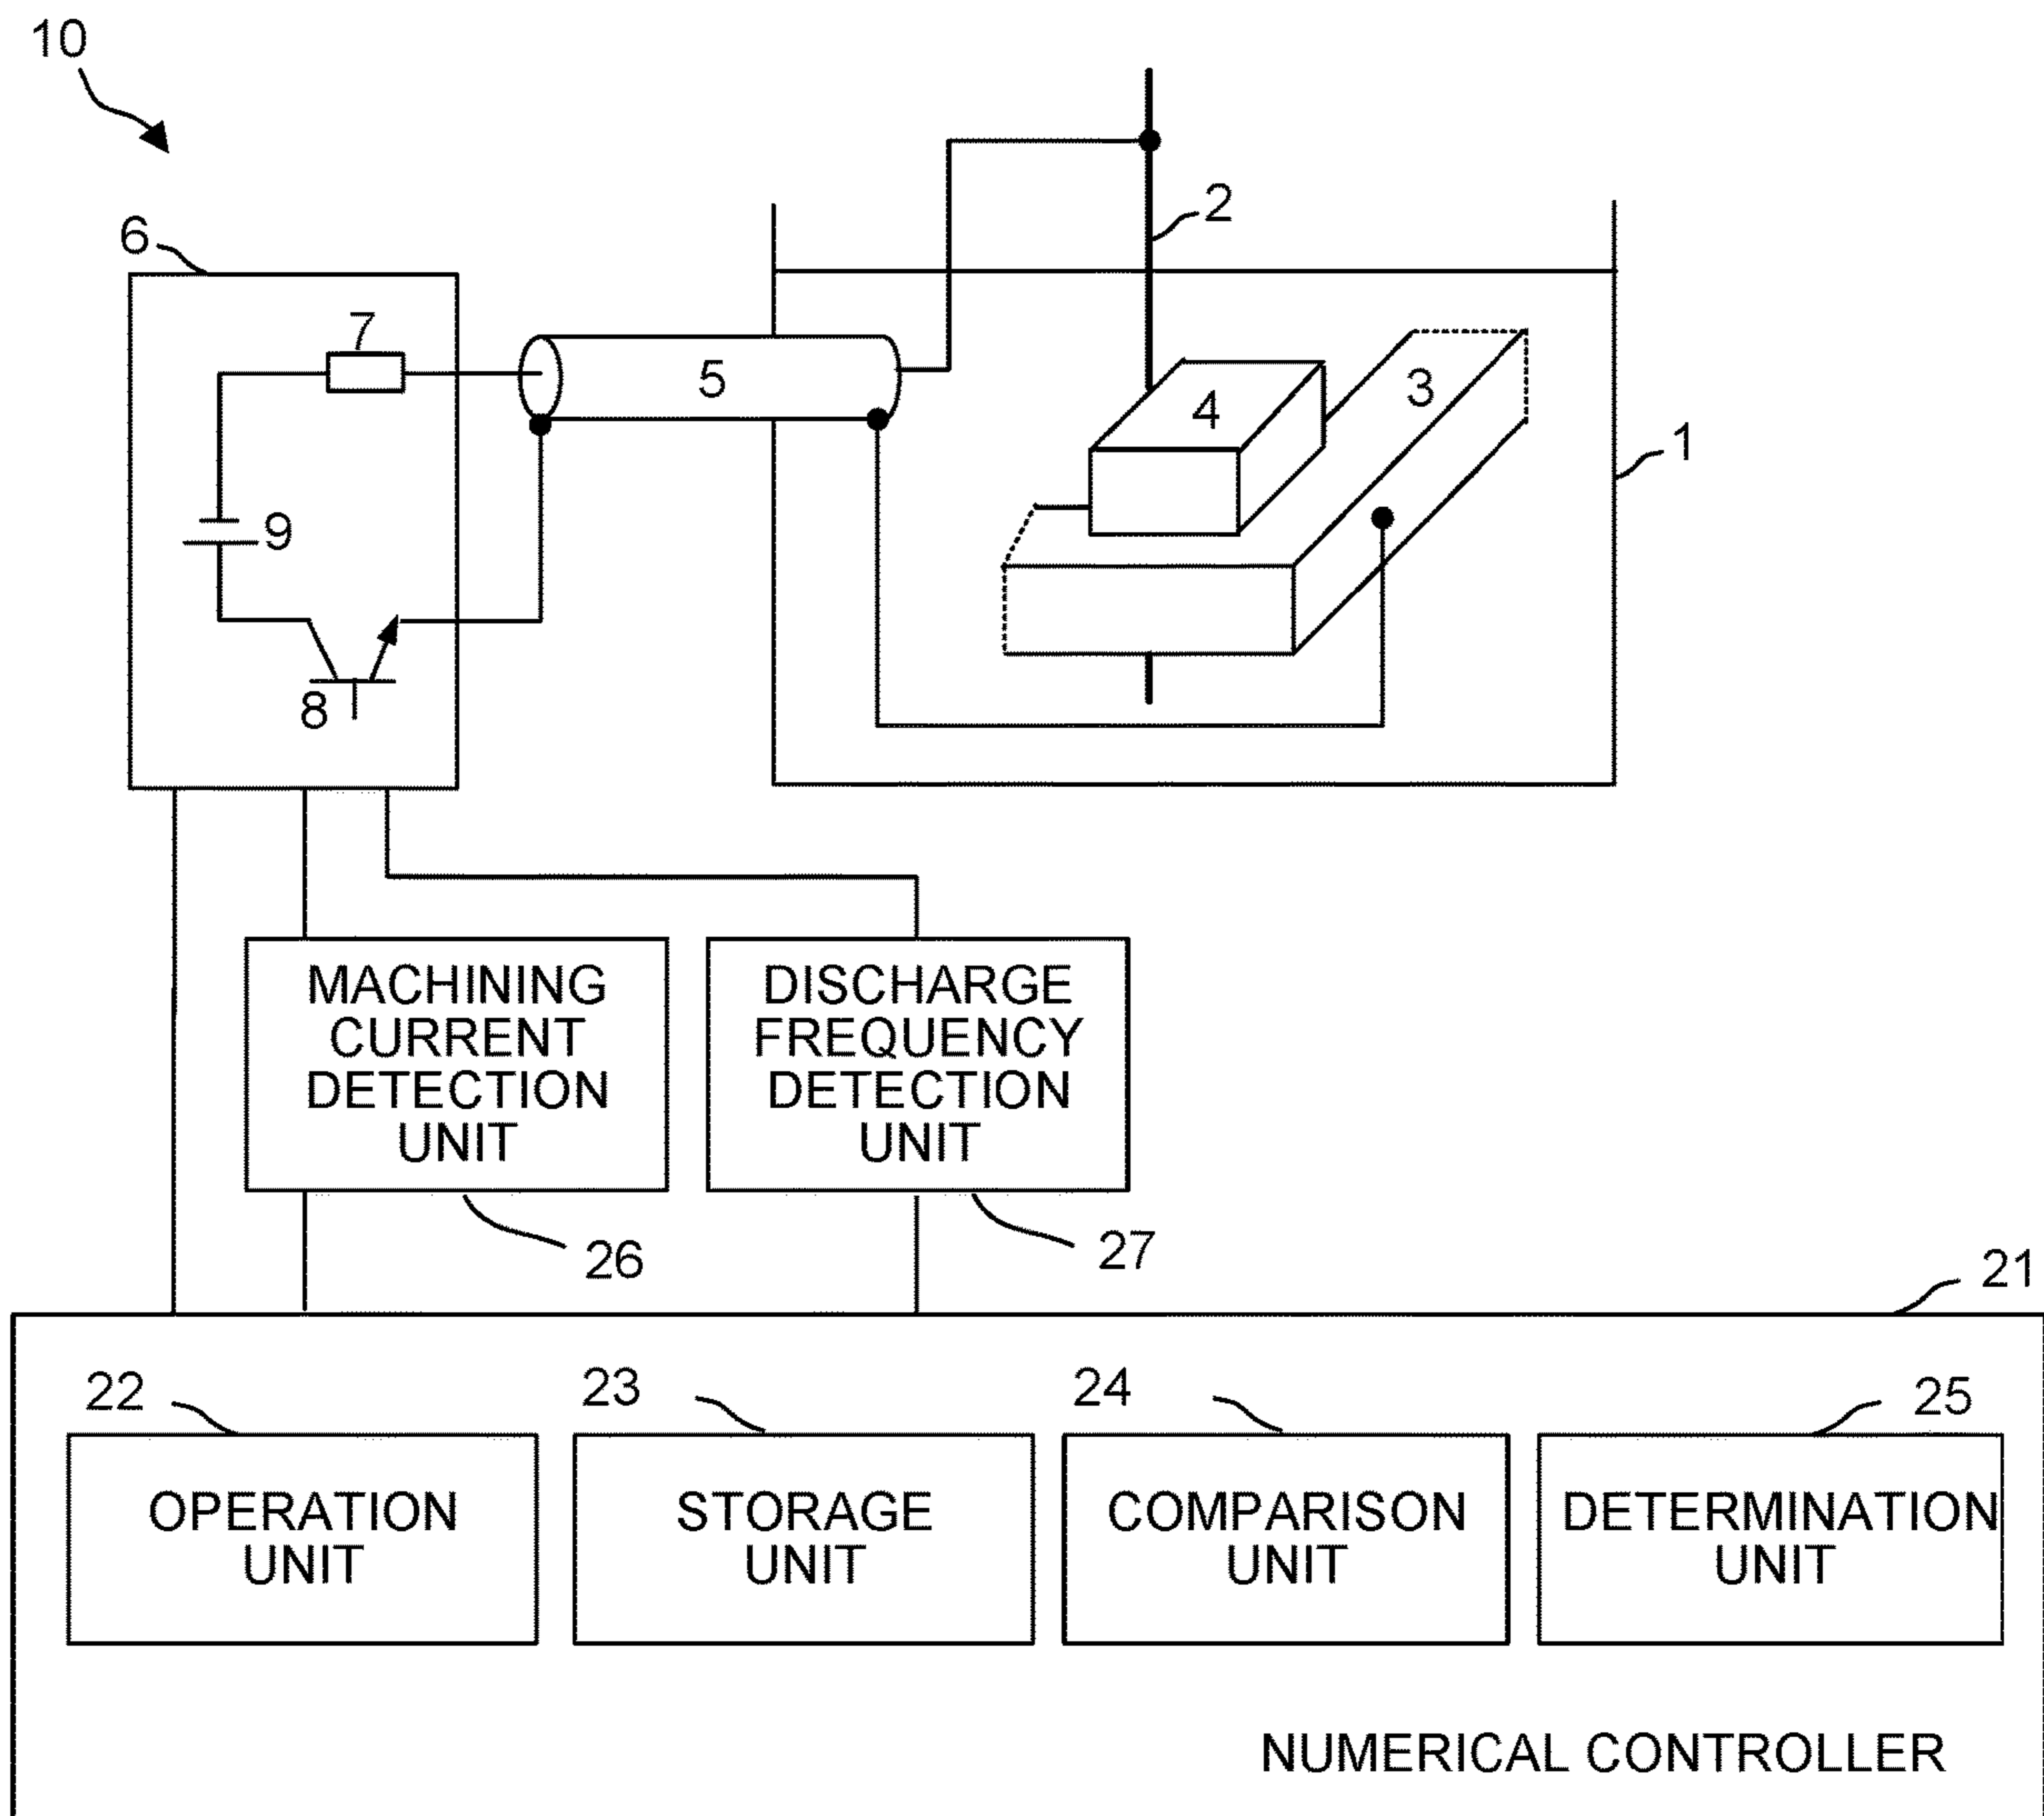 10
2
6
7
5
4
3
1
9
8
MACHINING
CURRENT
DETECTION
UNIT
DISCHARGE
FREQUENCY
DETECTION
UNIT
26
27
21
22
23
24
25
OPERATION
UNIT
STORAGE
UNIT
COMPARISON
UNIT
DETERMINATION
UNIT
NUMERICAL CONTROLLER